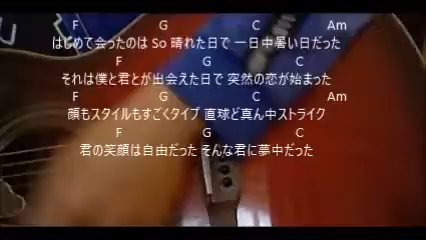 F G C Am
はじめて会ったのは So 晴れた日で 一日中暑い日だった
F G C
それは僕と君とが出会えた日で 突然の恋が始まった
F G C Am
顔もスタイルもすごくタイプ 直球ど真ん中ストライク
F G C
君の笑顔は自由だった そんな君に夢中だった